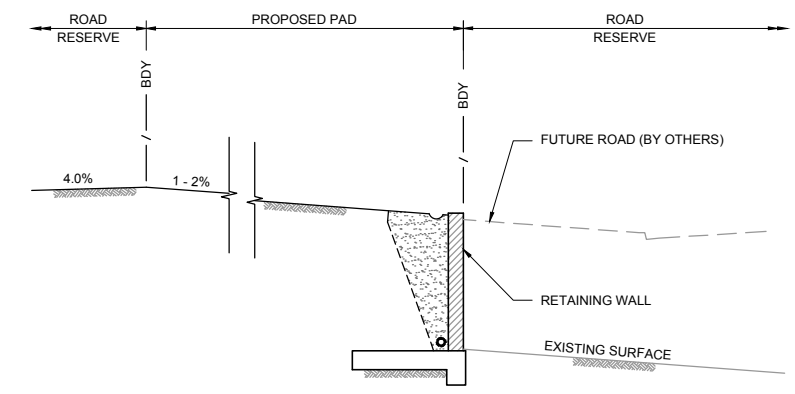 ROAD
RESERVE
PROPOSED PAD
ROAD
RESERVE
BDY
BDY
FUTURE ROAD (BY OTHERS)
4.0%
1 - 2%
RETAINING WALL
EXISTING SURFACE